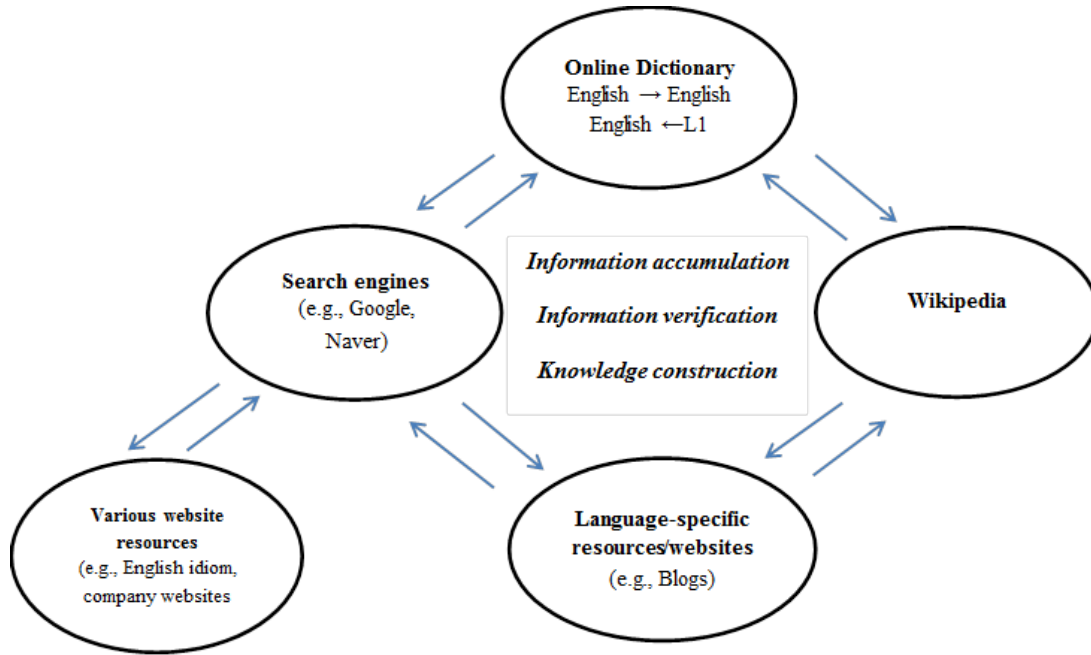 Online Dictionary
English → English
English ←L1
Search engines
(e.g., Google,
Naver)
Information accumulation
Information verification
Knowledge construction
Wikipedia
Various website
resources
(e.g., English idiom,
company websites
Language-specific
resources/websites
(e.g., Blogs)